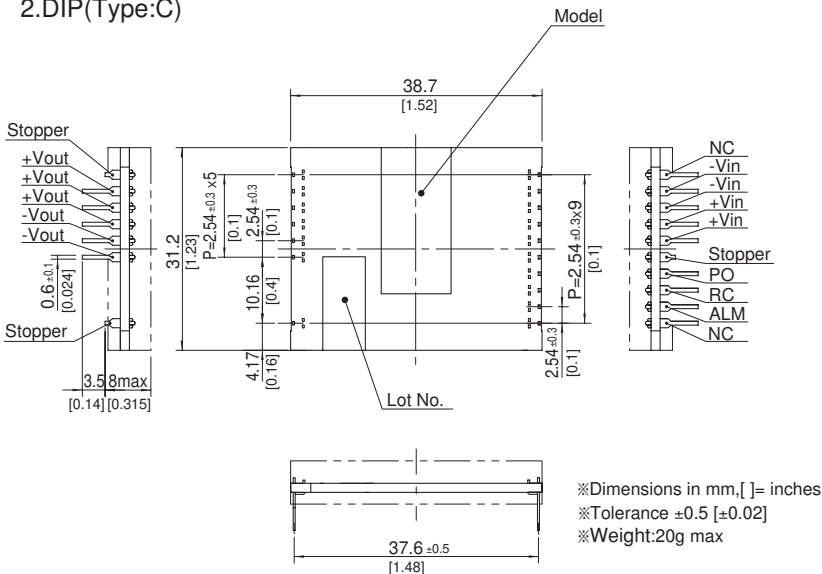 2.DIP(Type:C)
Model
38.7
[1.52]
Stopper
+Vout
+Vout
+Vout
-Vout
-Vout
0.6±0.1
[0.024]
Stopper
3.5
8max
[0.14]
[0.315]
31.2
[1.23]
P=2.54±0.3 x5
[0.1]
2.54±0.3
[0.1]
10.16
[0.4]
4.17
[0.16]
Lot No.
P=2.54±0.3x9
[0.1]
2.54±0.3
[0.1]
NC
-Vin
-Vin
+Vin
+Vin
Stopper
PO
RC
ALM
NC
37.6 ±0.5
[1.48]
※Dimensions in mm,[ ]= inches
※Tolerance ±0.5 [±0.02]
※Weight:20g max